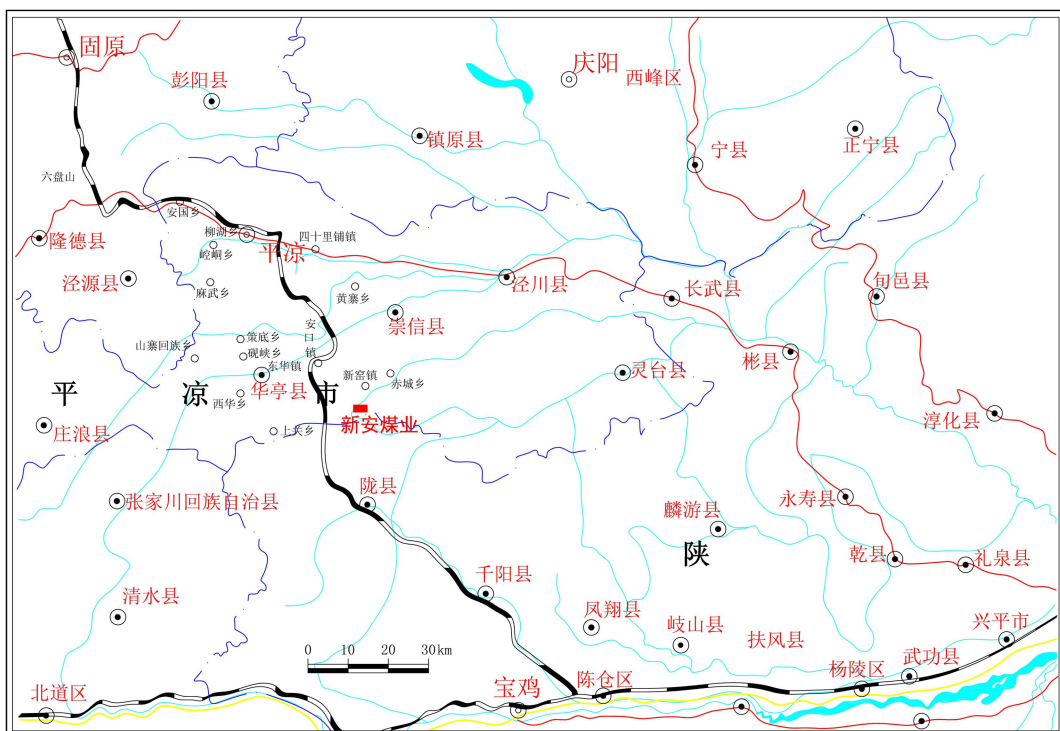 固原
庆阳
西峰区
彭阳县
镇原县
宁县
正宁县
六盘山
安国乡
柳湖乡
四十里铺镇
隆德县
崆峒乡
平凉
泾源县
麻武乡
黄寨乡
泾川县
长武县
旬邑县
崇信县
安口镇
策底乡
山寨回族乡
砚峡乡
东华镇
彬县
新窑镇
赤城乡
灵台县
平
凉
市
华亭县
西华乡
新安煤业
庄浪县
上关乡
淳化县
张家川回族自治县
陇县
麟游县
永寿县
陕
乾县
礼泉县
千阳县
清水县
凤翔县
岐山县
扶风县
兴平市
0 10 20 30km
北道区
宝鸡
陈仓区
杨陵区
武功县